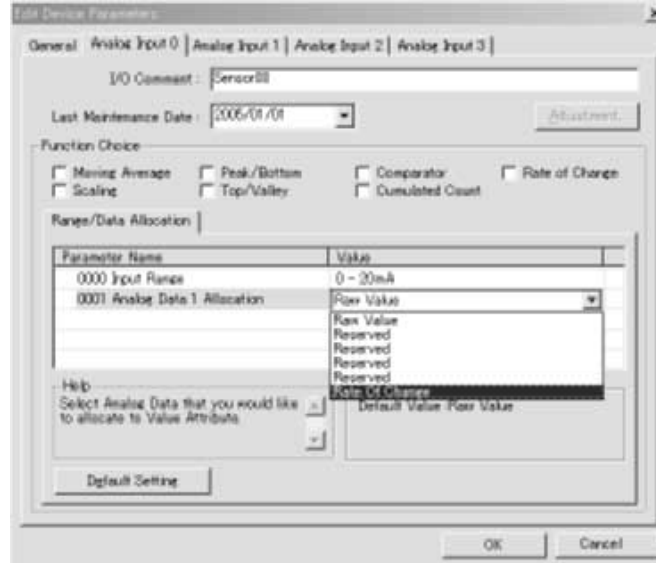 Edit Device Parameters
General Analog Input 0 Analog Input 1 Analog Input 2 Analog Input 3
I/O Comment : Sensor00
Last Maintenance Date : 2005/01/01 Adjustment.
Function Choice
Moving Average Peak/Bottom Comparator Rate of Change
Scaling Top/Valley Cumulated Count
Range/Data Allocation
Parameter Name Value
0000 Input Range 0 - 20mA
0001 Analog Data 1 Allocation Raw Value
Raw Value
Reserved
Reserved
Reserved
Reserved
Rate Of Change
Help
Select Analog Data that you would like
to allocate to Value Attribute.
Default Value :Raw Value
Default Setting
OK Cancel